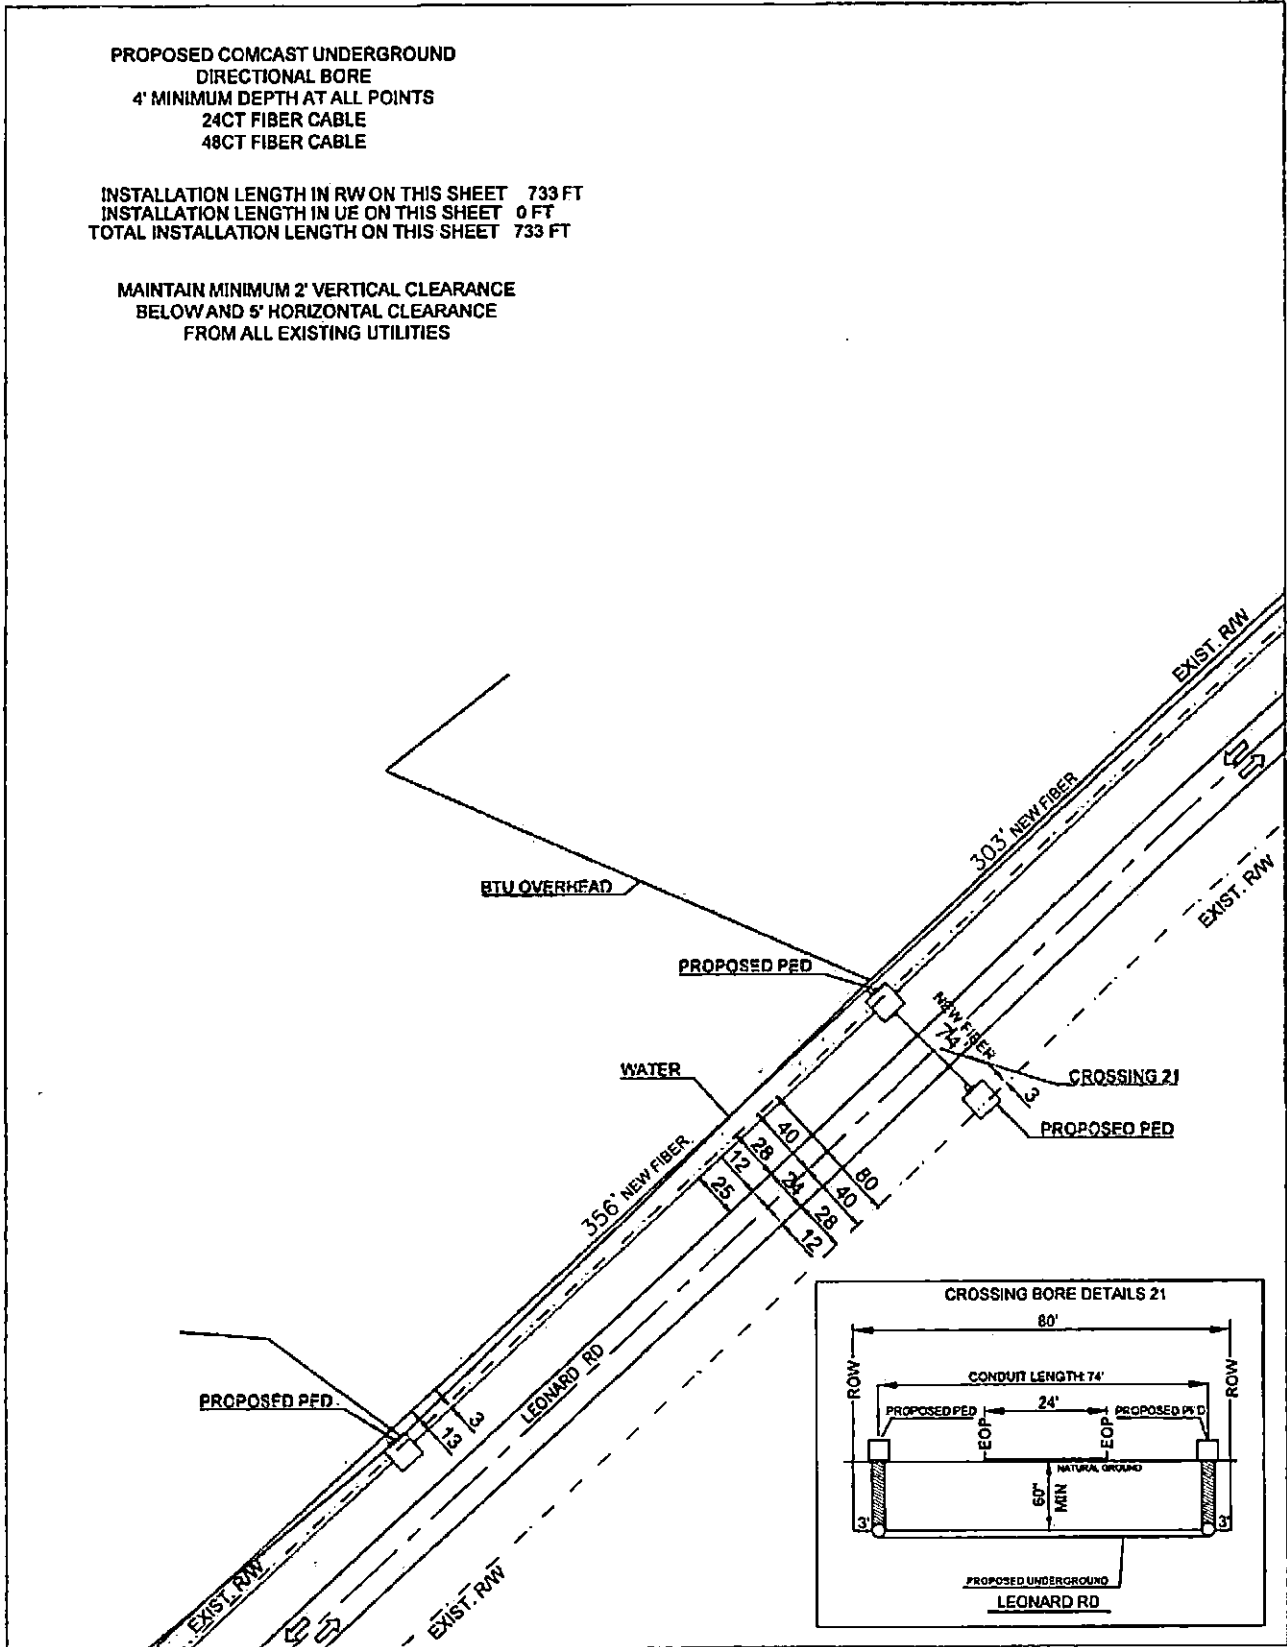 PROPOSED COMCAST UNDERGROUND
DIRECTIONAL BORE
4' MINIMUM DEPTH AT ALL POINTS
24CT FIBER CABLE
48CT FIBER CABLE
INSTALLATION LENGTH IN RW ON THIS SHEET 733 FT
INSTALLATION LENGTH IN UE ON THIS SHEET 0 FT
TOTAL INSTALLATION LENGTH ON THIS SHEET 733 FT
MAINTAIN MINIMUM 2' VERTICAL CLEARANCE
BELOW AND 5' HORIZONTAL CLEARANCE
FROM ALL EXISTING UTILITIES
EXIST. R/W
303' NEW FIBER
EXIST. R/W
BTU OVERHEAD
PROPOSED PED
NEW FIBER
74'
CROSSING 21
3
PROPOSED PED
WATER
356' NEW FIBER
40
28
12
25
24
80
40
28
12
LEONARD RD
PROPOSED PED
3
13
EXIST. R/W
EXIST. R/W
CROSSING BORE DETAILS 21
80'
ROW
ROW
CONDUIT LENGTH: 74'
PROPOSED PED
24'
PROPOSED PED
EOP
EOP
NATURAL GROUND
60"
MIN
3'
3'
PROPOSED UNDERGROUND
LEONARD RD